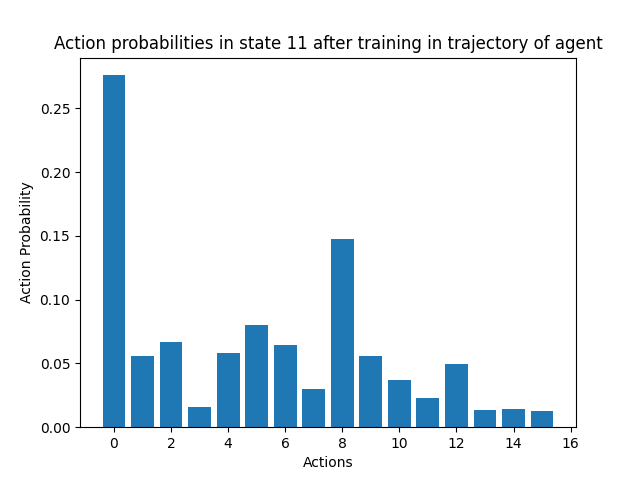 Action probabilities in state 11 after training in trajectory of agent
Action Probability
0.25
0.20
0.15
0.10
0.05
0.00
0 2 4 6 8 10 12 14 16
Actions